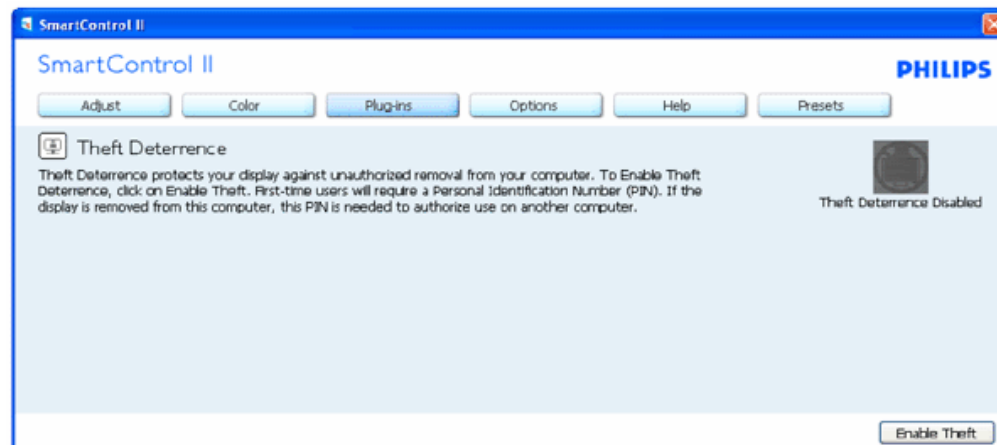 SmartControl II
SmartControl II
PHILIPS
Adjust Color Plug-ins Options Help Presets
Theft Deterrence
Theft Deterrence protects your display against unauthorized removal from your computer. To Enable Theft
Deterrence, click on Enable Theft. First-time users will require a Personal Identification Number (PIN). If the
display is removed from this computer, this PIN is needed to authorize use on another computer.
Theft Deterrence Disabled
Enable Theft